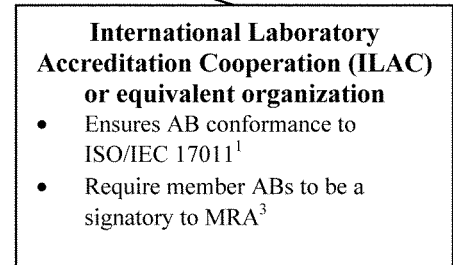 International Laboratory
Accreditation Cooperation (ILAC)
or equivalent organization
• Ensures AB conformance to
ISO/IEC 17011¹
• Require member ABs to be a
signatory to MRA³